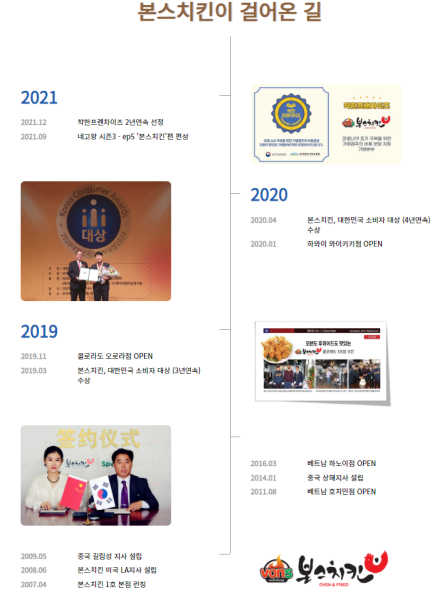 본스치킨이 걸어온 길
2021
2021.12 착한프랜차이즈 2년연속 선정
2021.09 네고왕 시즌3 - ep5 '본스치킨'편 편성
2020
2020.04 본스치킨, 대한민국 소비자 대상 (4년연속)
수상
2020.01 하와이 와이키키점 OPEN
Korea Consumer Awards
대상
2019
2019.11 콜로라도 오로라점 OPEN
2019.03 본스치킨, 대한민국 소비자 대상 (3년연속)
수상
签约仪式
2016.03 베트남 하노이점 OPEN
2014.01 중국 상해지사 설립
2011.08 베트남 호치민점 OPEN
2009.05 중국 길림성 지사 설립
2008.06 본스치킨 미국 LA지사 설립
2007.04 본스치킨 1호 본점 런칭
vons
본스치킨
OVEN & FRIED